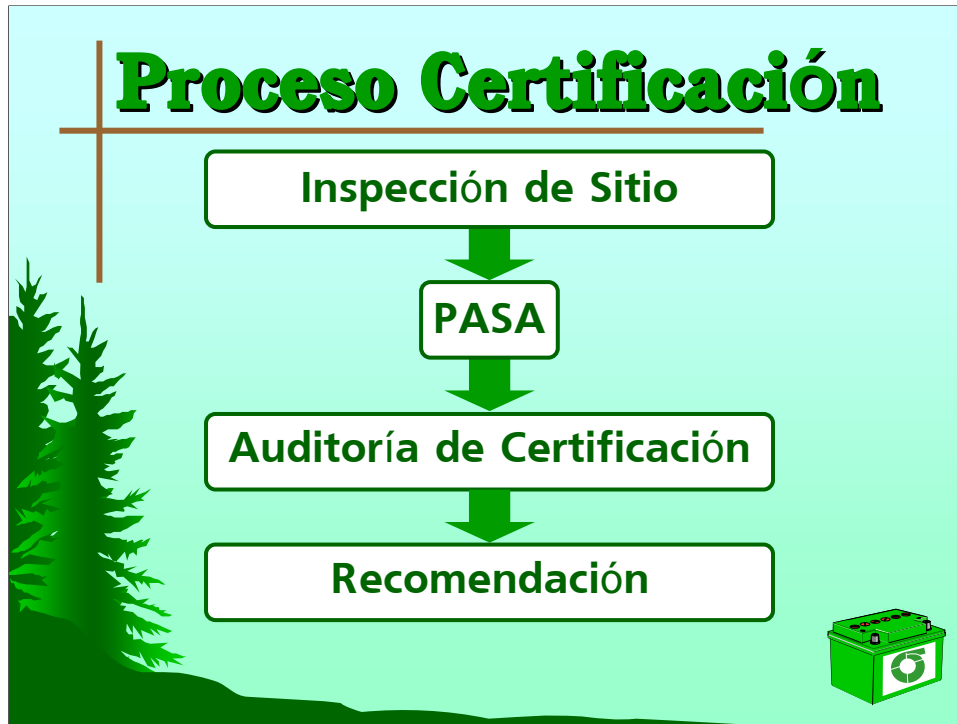 Proceso Certificación
Inspección de Sitio
PASA
Auditoría de Certificación
Recomendación